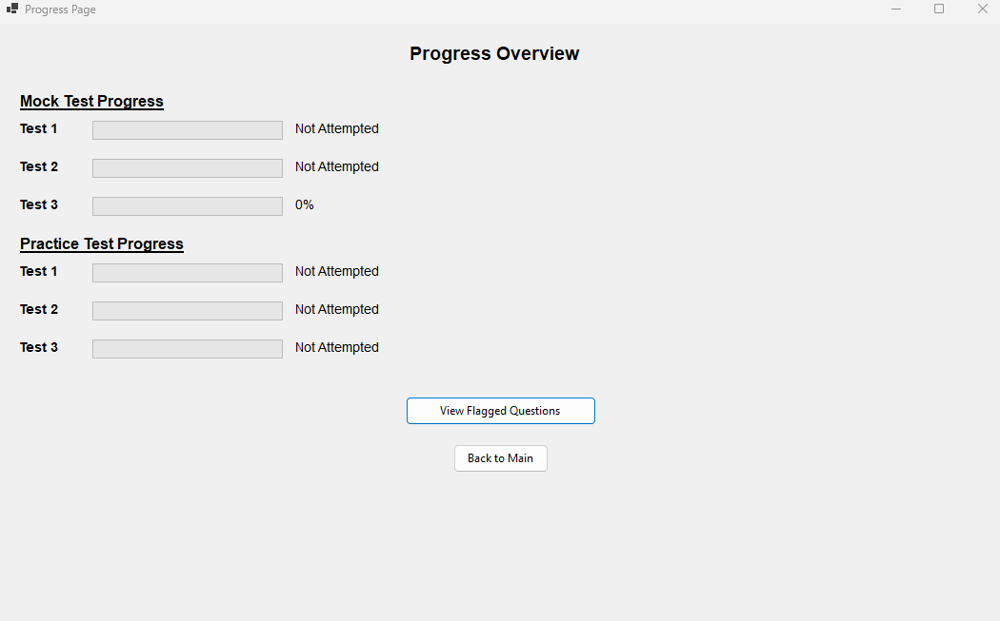 Progress Page
Progress Overview
Mock Test Progress
Test 1 Not Attempted
Test 2 Not Attempted
Test 3 0%
Practice Test Progress
Test 1 Not Attempted
Test 2 Not Attempted
Test 3 Not Attempted
View Flagged Questions
Back to Main